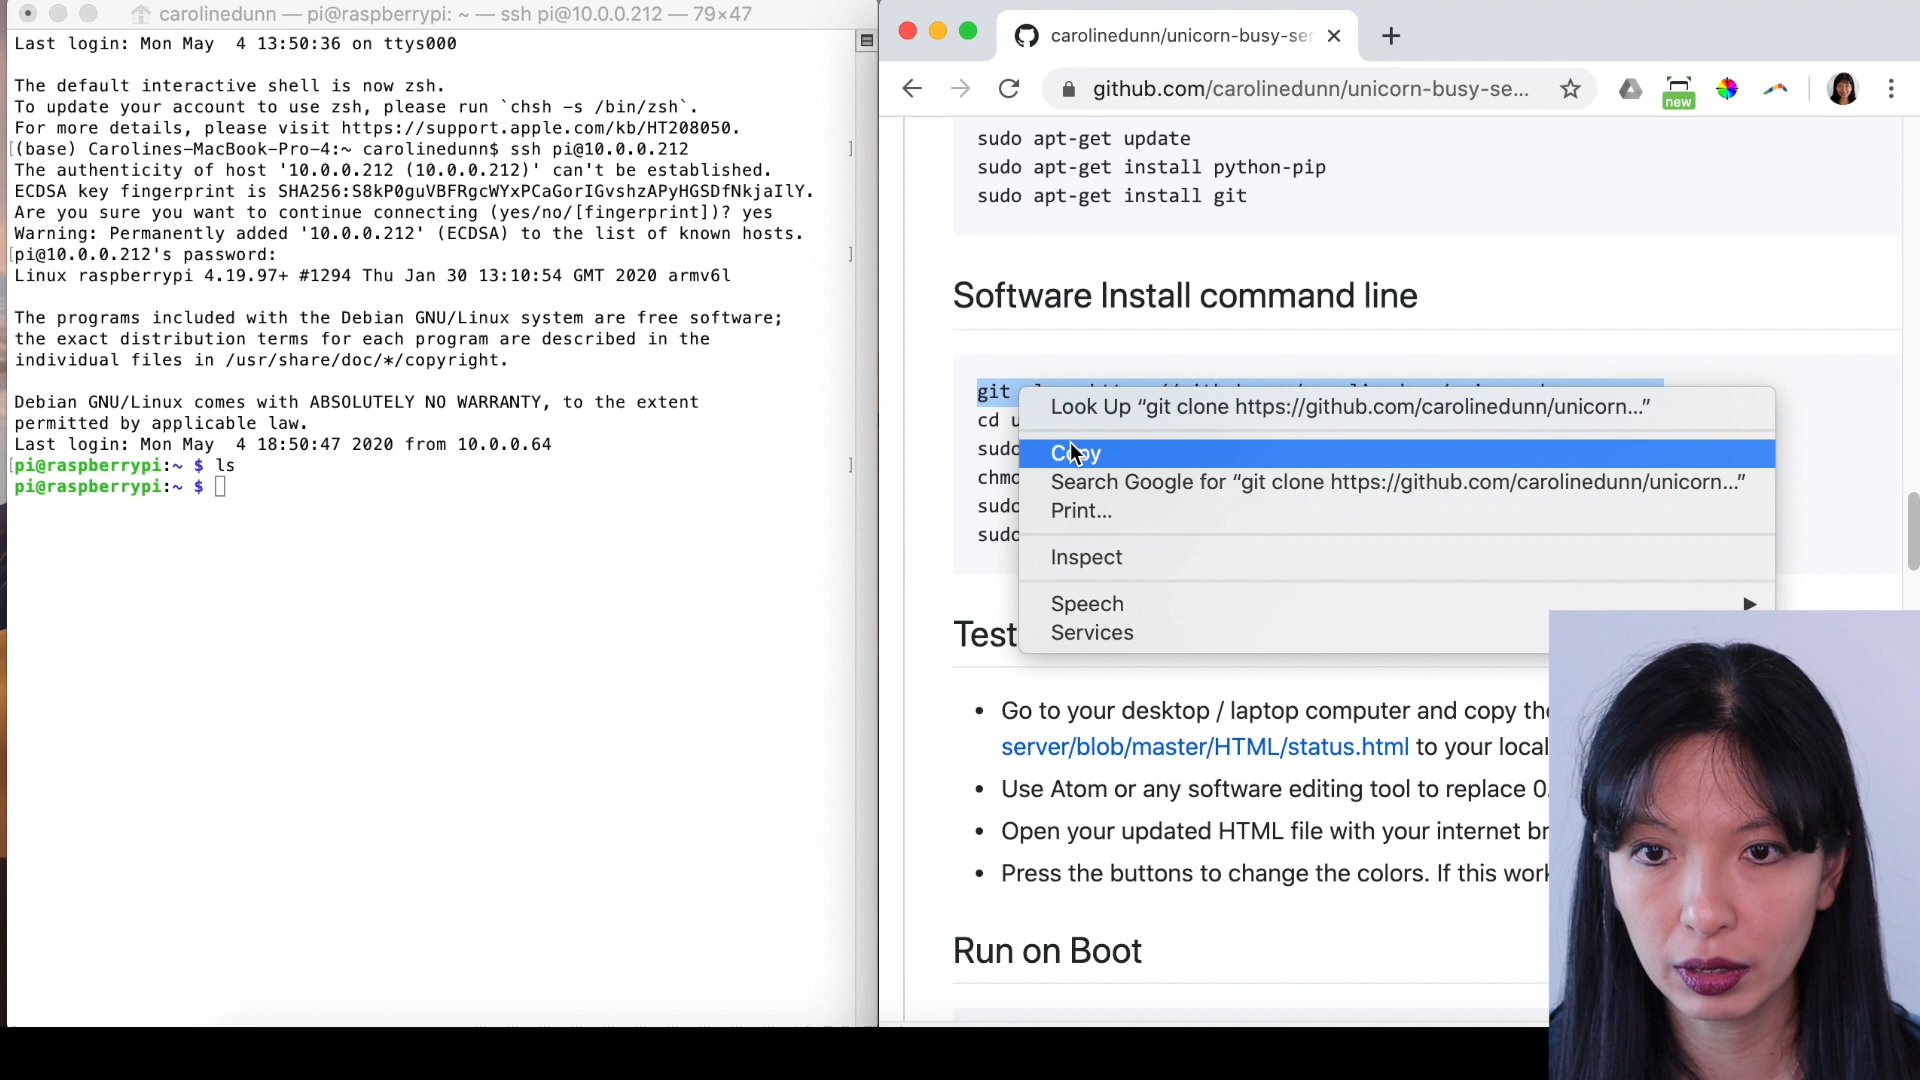 carolinedunn — pi@raspberrypi: ~ — ssh pi@10.0.0.212 — 79×47
Last login: Mon May  4 13:50:36 on ttys000
The default interactive shell is now zsh.
To update your account to use zsh, please run `chsh -s /bin/zsh`.
For more details, please visit https://support.apple.com/kb/HT208050.
[(base) Carolines-MacBook-Pro-4:~ carolinedunn$ ssh pi@10.0.0.212 ]
The authenticity of host '10.0.0.212 (10.0.0.212)' can't be established.
ECDSA key fingerprint is SHA256:S8kP0guVBFRgcWYxPCaGorIGvshzAPyHGSDfNkjaIlY.
Are you sure you want to continue connecting (yes/no/[fingerprint])? yes
Warning: Permanently added '10.0.0.212' (ECDSA) to the list of known hosts.
[pi@10.0.0.212's password: ]
Linux raspberrypi 4.19.97+ #1294 Thu Jan 30 13:10:54 GMT 2020 armv6l
The programs included with the Debian GNU/Linux system are free software;
the exact distribution terms for each program are described in the
individual files in /usr/share/doc/*/copyright.
Debian GNU/Linux comes with ABSOLUTELY NO WARRANTY, to the extent
permitted by applicable law.
Last login: Mon May  4 18:50:47 2020 from 10.0.0.64
[pi@raspberrypi:~ $ ls ]
pi@raspberrypi:~ $
carolinedunn/unicorn-busy-ser
github.com/carolinedunn/unicorn-busy-se...
new
sudo apt-get update
sudo apt-get install python-pip
sudo apt-get install git
Software Install command line
git
cd u
sudo
chmo
sudo
sudo
Look Up “git clone https://github.com/carolinedunn/unicorn...”
Copy
Search Google for “git clone https://github.com/carolinedunn/unicorn...”
Print...
Inspect
Speech
Services
Test
Go to your desktop / laptop computer and copy the
server/blob/master/HTML/status.html to your local
Use Atom or any software editing tool to replace 0.
Open your updated HTML file with your internet br
Press the buttons to change the colors. If this work
Run on Boot